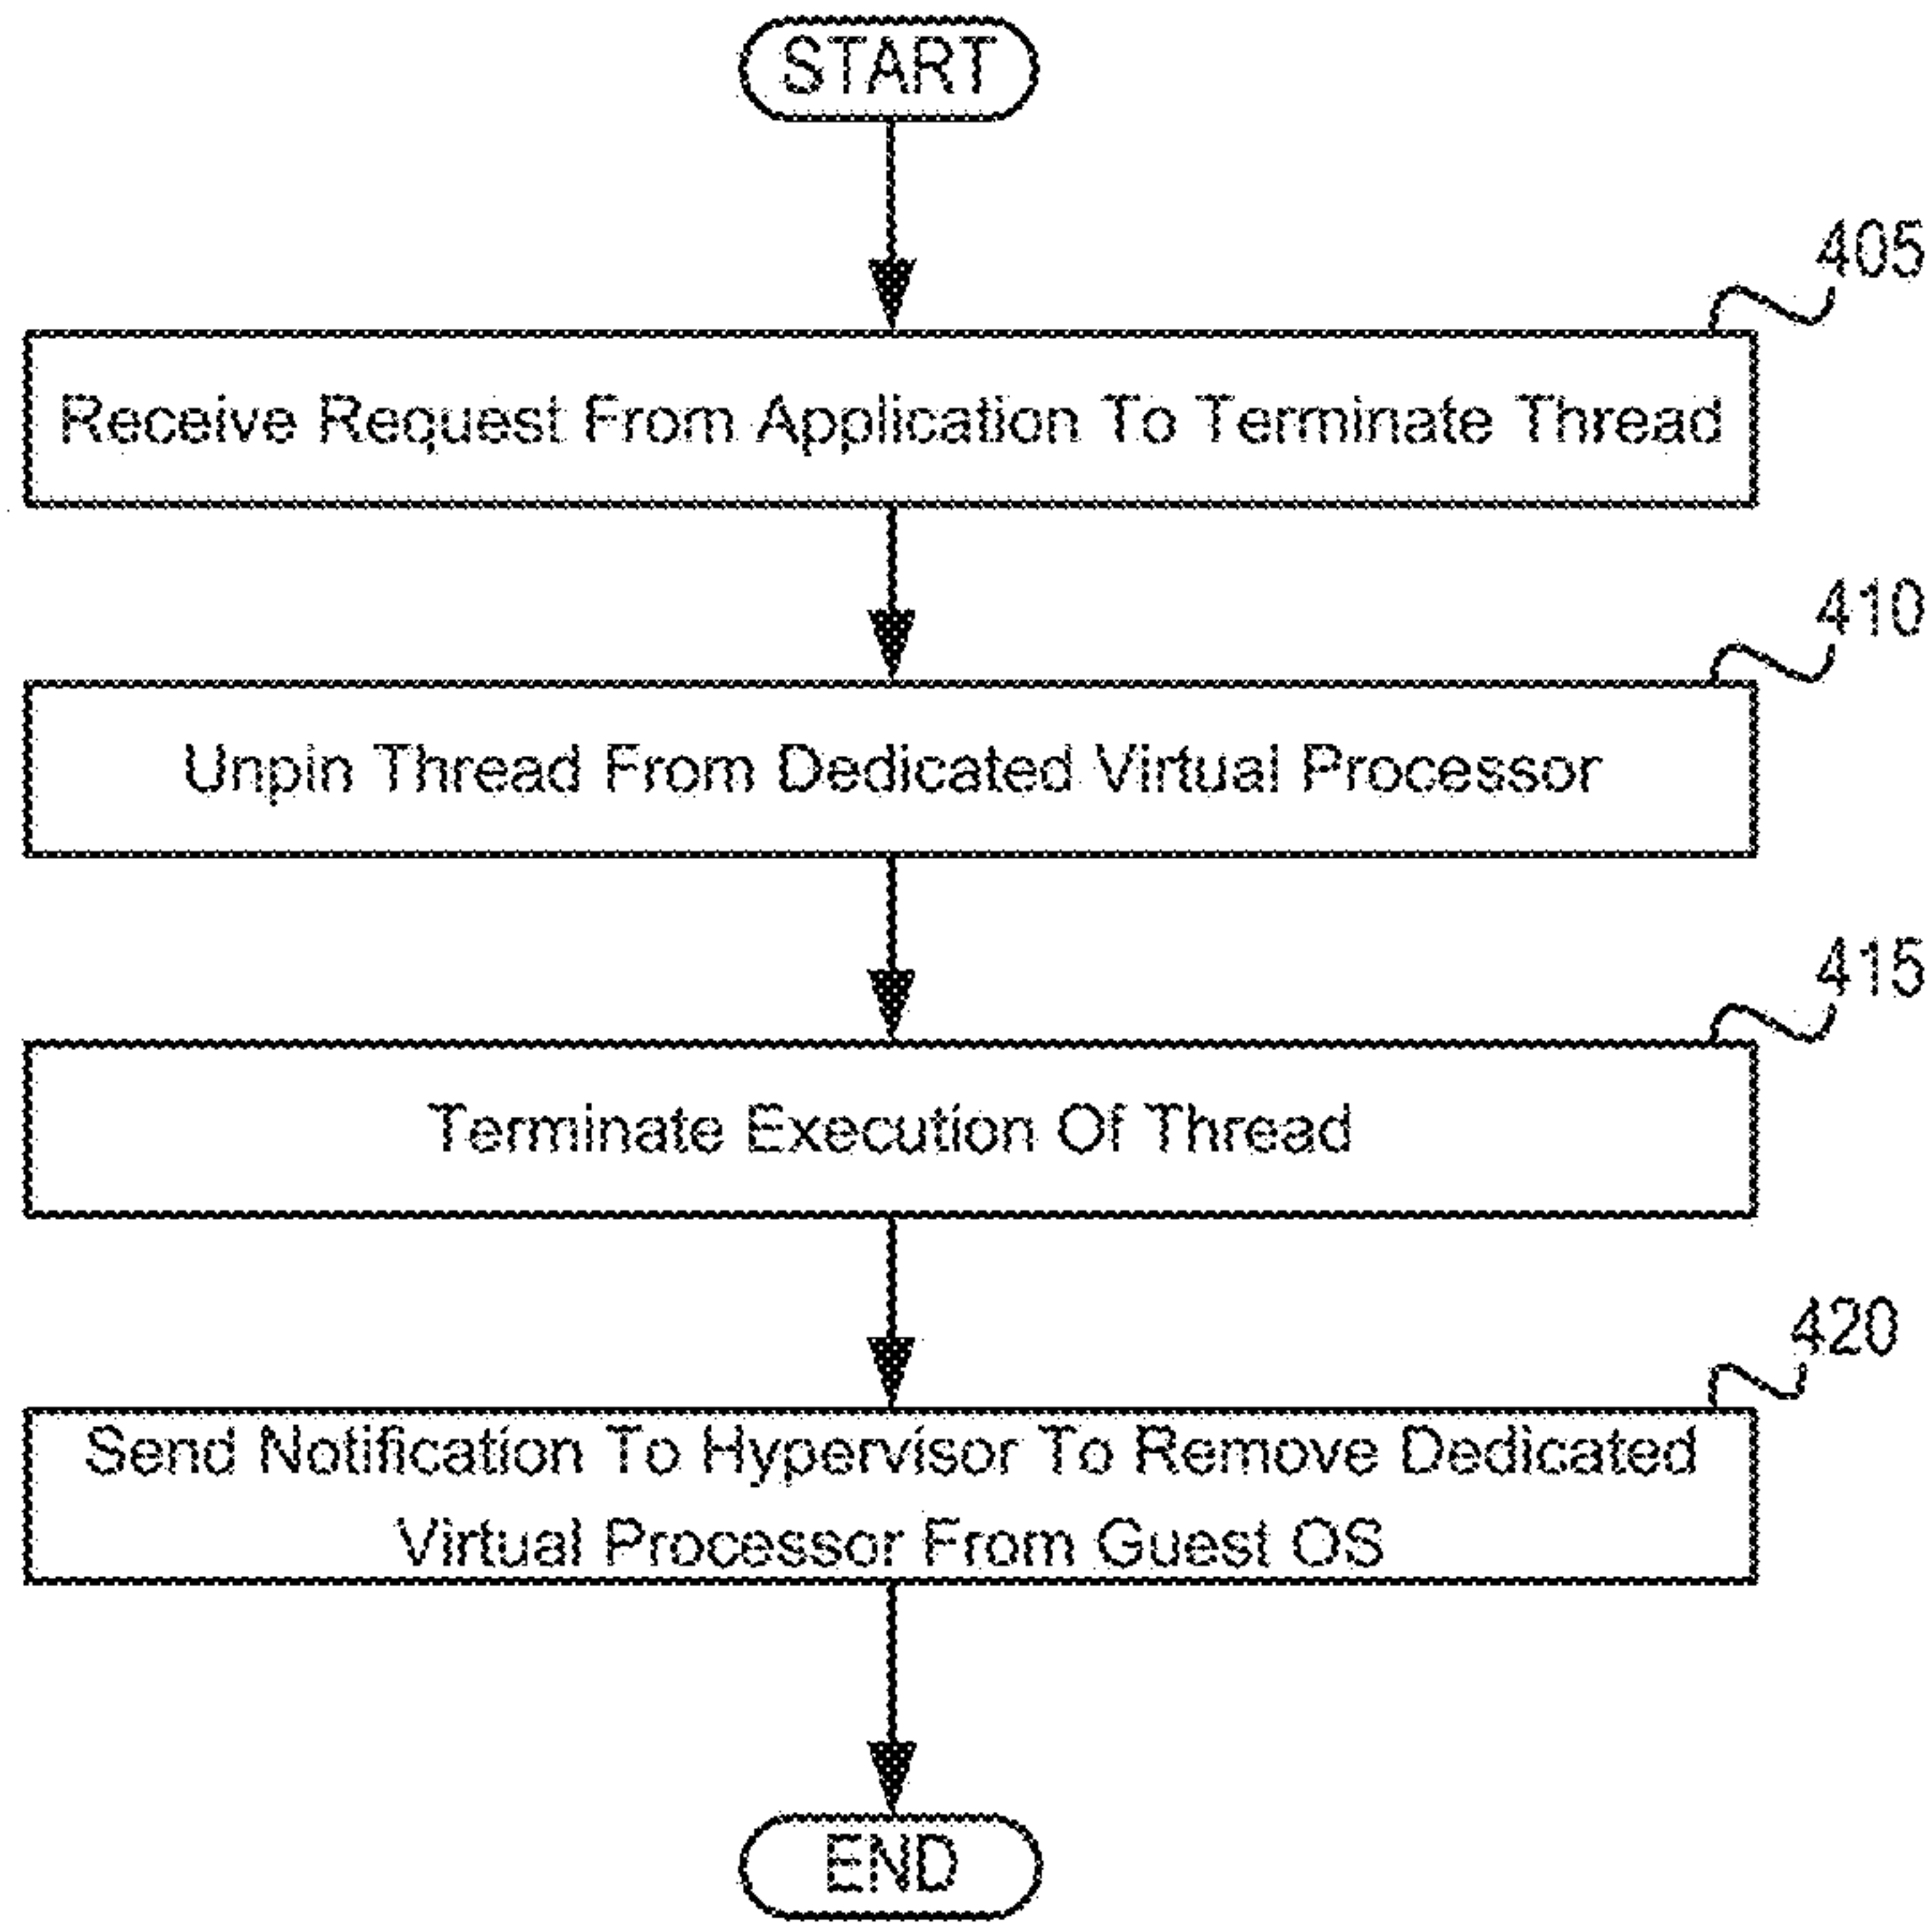 START
405
Receive Request From Application To Terminate Thread
410
Unpin Thread From Dedicated Virtual Processor
415
Terminate Execution Of Thread
420
Send Notification To Hypervisor To Remove Dedicated
Virtual Processor From Guest OS
END